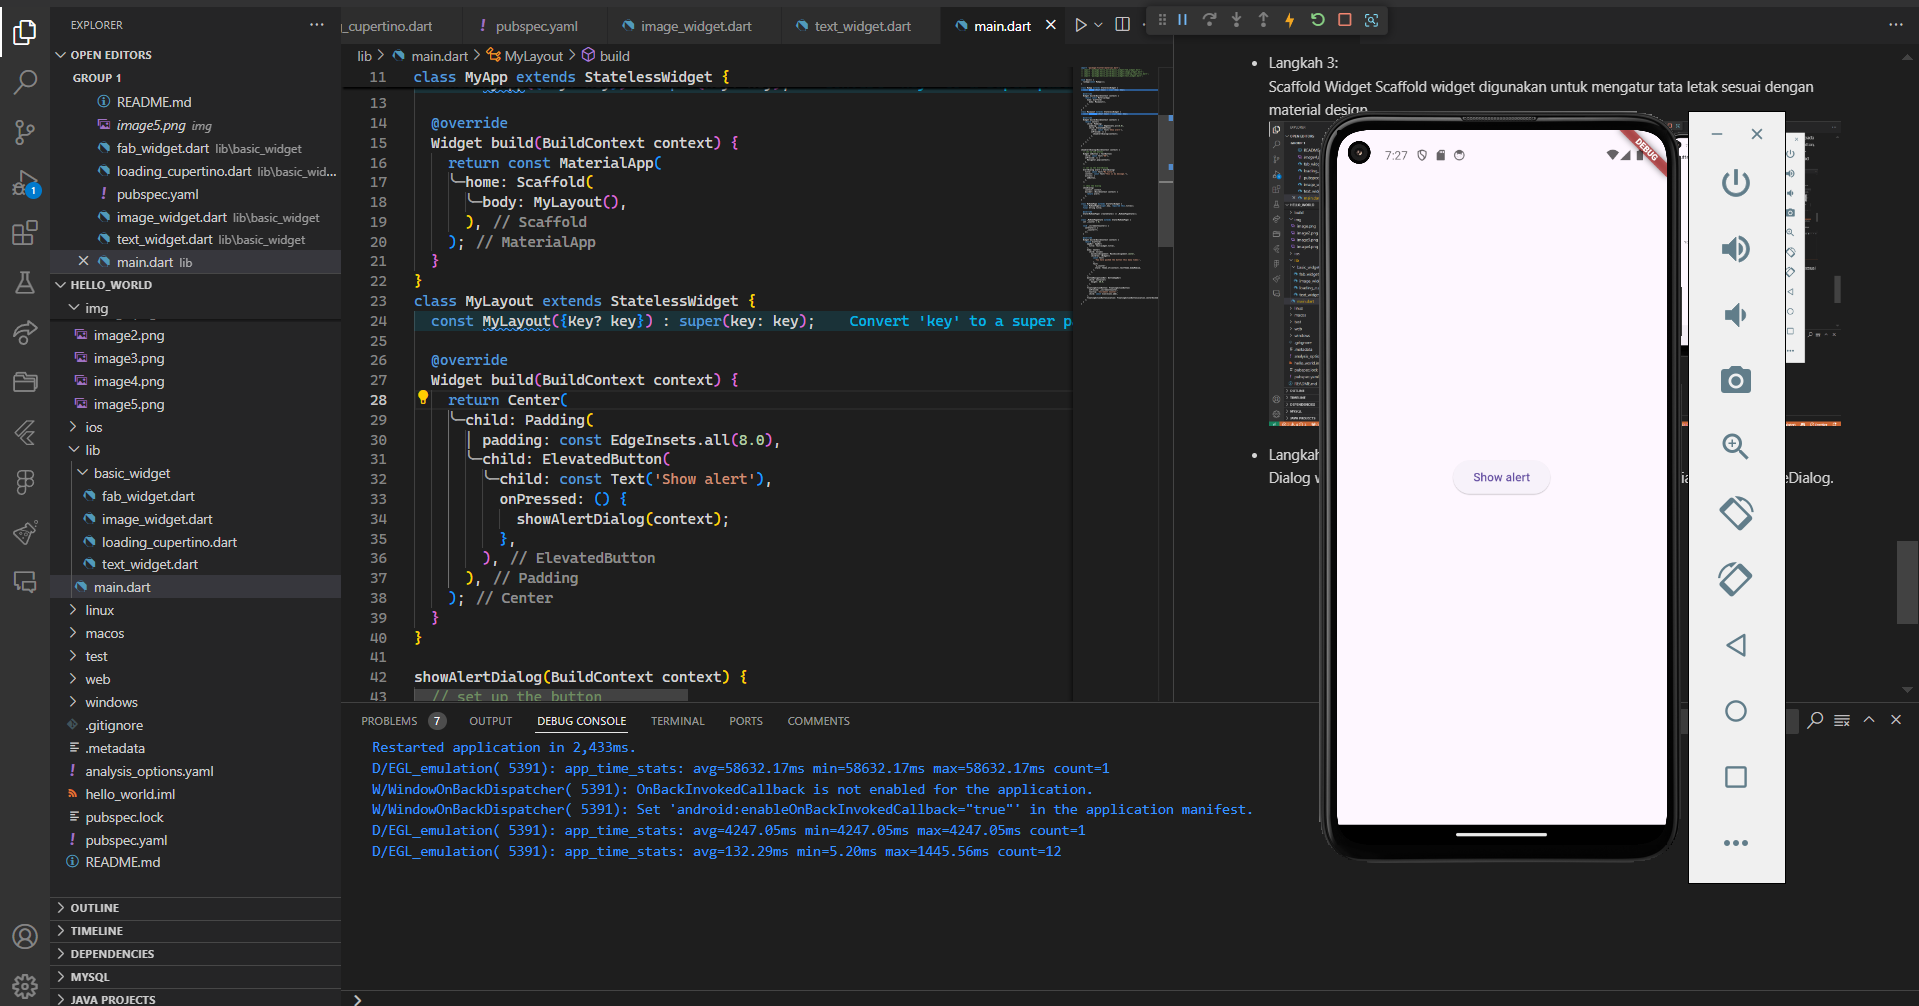 EXPLORER
OPEN EDITORS
GROUP 1
README.md
image5.png img
fab_widget.dart lib\basic_widget
loading_cupertino.dart lib\basic_wid...
pubspec.yaml
image_widget.dart lib\basic_widget
text_widget.dart lib\basic_widget
main.dart lib
HELLO_WORLD
img
image2.png
image3.png
image4.png
image5.png
ios
lib
basic_widget
fab_widget.dart
image_widget.dart
loading_cupertino.dart
text_widget.dart
main.dart
linux
macos
test
web
windows
.gitignore
.metadata
analysis_options.yaml
hello_world.iml
pubspec.lock
pubspec.yaml
README.md
OUTLINE
TIMELINE
DEPENDENCIES
MYSQL
JAVA PROJECTS
1
g_cupertino.dart
pubspec.yaml
image_widget.dart
text_widget.dart
main.dart
lib > main.dart > MyLayout > build
11 class MyApp extends StatelessWidget {
13
14 @override
15 Widget build(BuildContext context) {
16 return const MaterialApp(
17 home: Scaffold(
18 body: MyLayout(),
19 ), // Scaffold
20 ); // MaterialApp
21 }
22 }
23 class MyLayout extends StatelessWidget {
24 const MyLayout({key? key}) : super(key: key); Convert 'key' to a super p
25
26 @override
27 Widget build(BuildContext context) {
28 return Center(
29 child: Padding(
30 padding: const EdgeInsets.all(8.0),
31 child: ElevatedButton(
32 child: const Text('Show alert'),
33 onPressed: () {
34 showAlertDialog(context);
35 },
36 ), // ElevatedButton
37 ), // Padding
38 ); // Center
39 }
40 }
41
42 showAlertDialog(BuildContext context) {
43 // set up the button
PROBLEMS 7 OUTPUT DEBUG CONSOLE TERMINAL PORTS COMMENTS
Restarted application in 2,433ms.
D/EGL_emulation( 5391): app_time_stats: avg=58632.17ms min=58632.17ms max=58632.17ms count=1
W/WindowOnBackDispatcher( 5391): OnBackInvokedCallback is not enabled for the application.
W/WindowOnBackDispatcher( 5391): Set 'android:enableOnBackInvokedCallback="true"' in the application manifest.
D/EGL_emulation( 5391): app_time_stats: avg=4247.05ms min=4247.05ms max=4247.05ms count=1
D/EGL_emulation( 5391): app_time_stats: avg=132.29ms min=5.20ms max=1445.56ms count=12
Langkah 3:
Scaffold Widget Scaffold widget digunakan untuk mengatur tata letak sesuai dengan
material design
Langkah
Dialog
eDialog.
7:27
DEBUG
Show alert